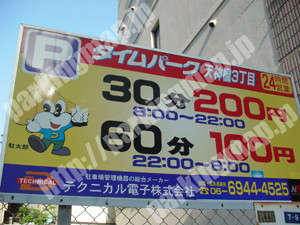 P タイムパーク 天神橋3丁目
24時間営業
30分 200円
8:00～22:00
60分 100円
22:00～8:00
駐太郎
TECHNICAL 駐車場管理機器の総合メーカー
テクニカル電子株式会社 06-6944-4525
7-9